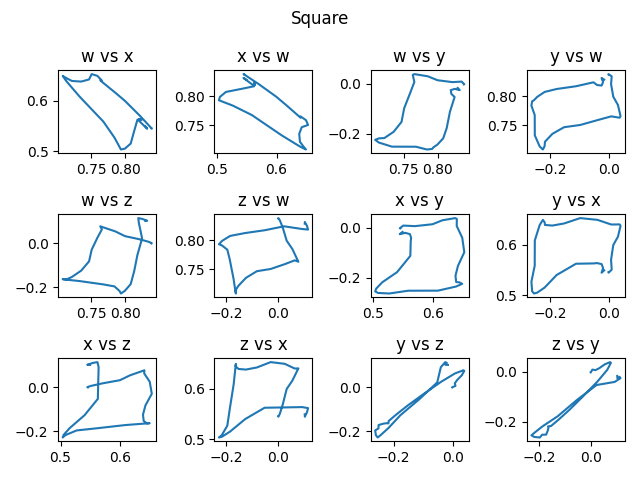 Square
w vs x
x vs w
w vs y
y vs w
0.6
0.5
0.75 0.80
0.80
0.75
0.5 0.6
0.0
−0.2
0.75 0.80
0.80
0.75
−0.2 0.0
w vs z
z vs w
x vs y
y vs x
0.0
−0.2
0.75 0.80
0.80
0.75
−0.2 0.0
0.0
−0.2
0.5 0.6
0.6
0.5
−0.2 0.0
x vs z
z vs x
y vs z
z vs y
0.0
−0.2
0.5 0.6
0.6
0.5
−0.2 0.0
0.0
−0.2
−0.2 0.0
0.0
−0.2
−0.2 0.0